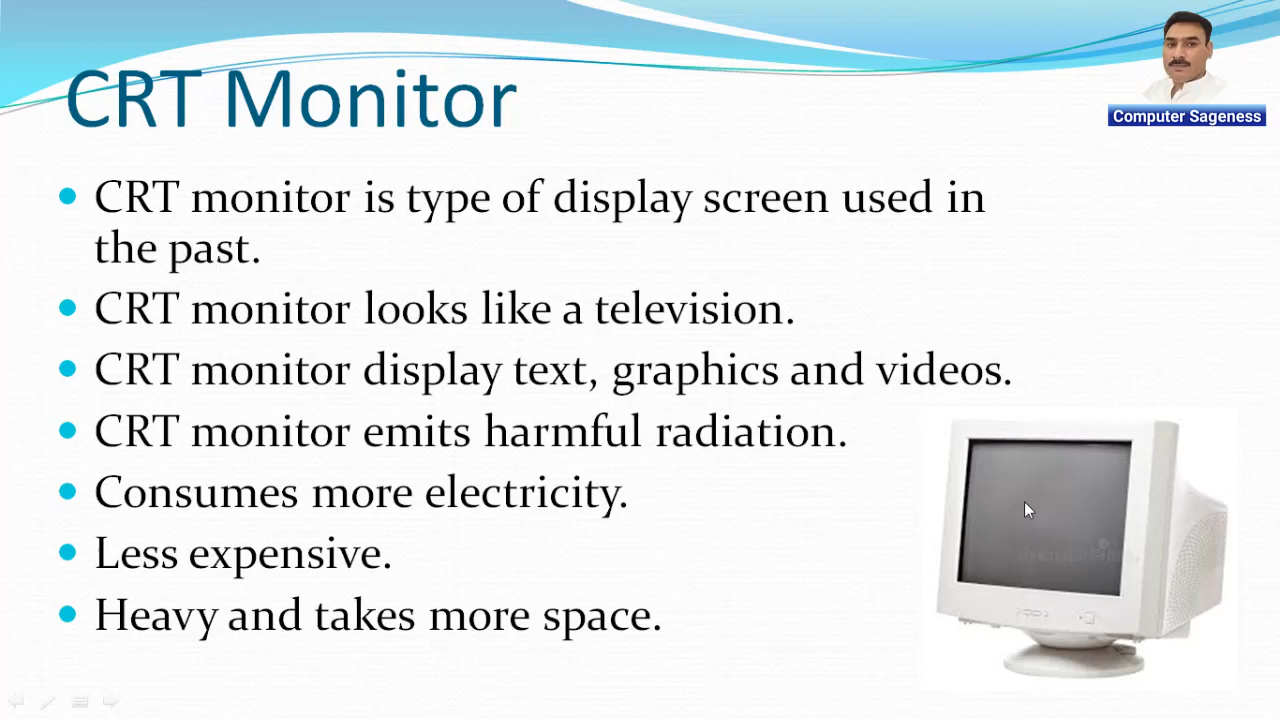 CRT Monitor
Computer Sageness
• CRT monitor is type of display screen used in
the past.
• CRT monitor looks like a television.
• CRT monitor display text, graphics and videos.
• CRT monitor emits harmful radiation.
• Consumes more electricity.
• Less expensive.
• Heavy and takes more space.